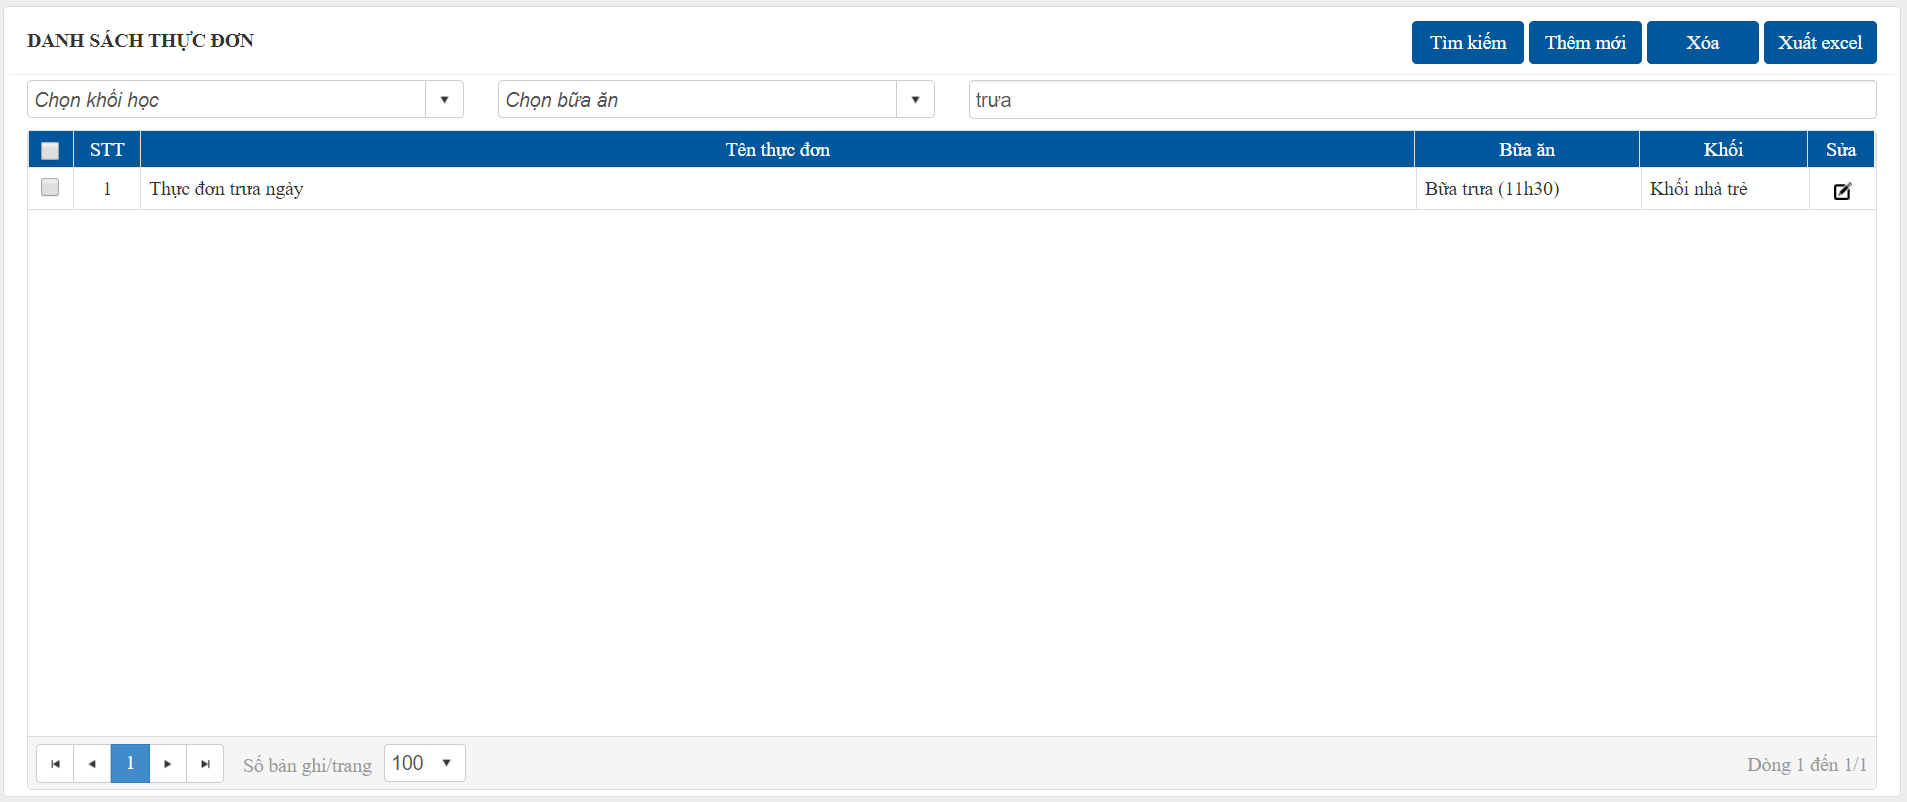 DANH SÁCH THỰC ĐƠN
Tìm kiếm Thêm mới Xóa Xuất excel
Chọn khối học Chọn bữa ăn trưa
STT Tên thực đơn Bữa ăn Khối Sửa
1 Thực đơn trưa ngày Bữa trưa (11h30) Khối nhà trẻ
1 Số bản ghi/trang 100 Dòng 1 đến 1/1